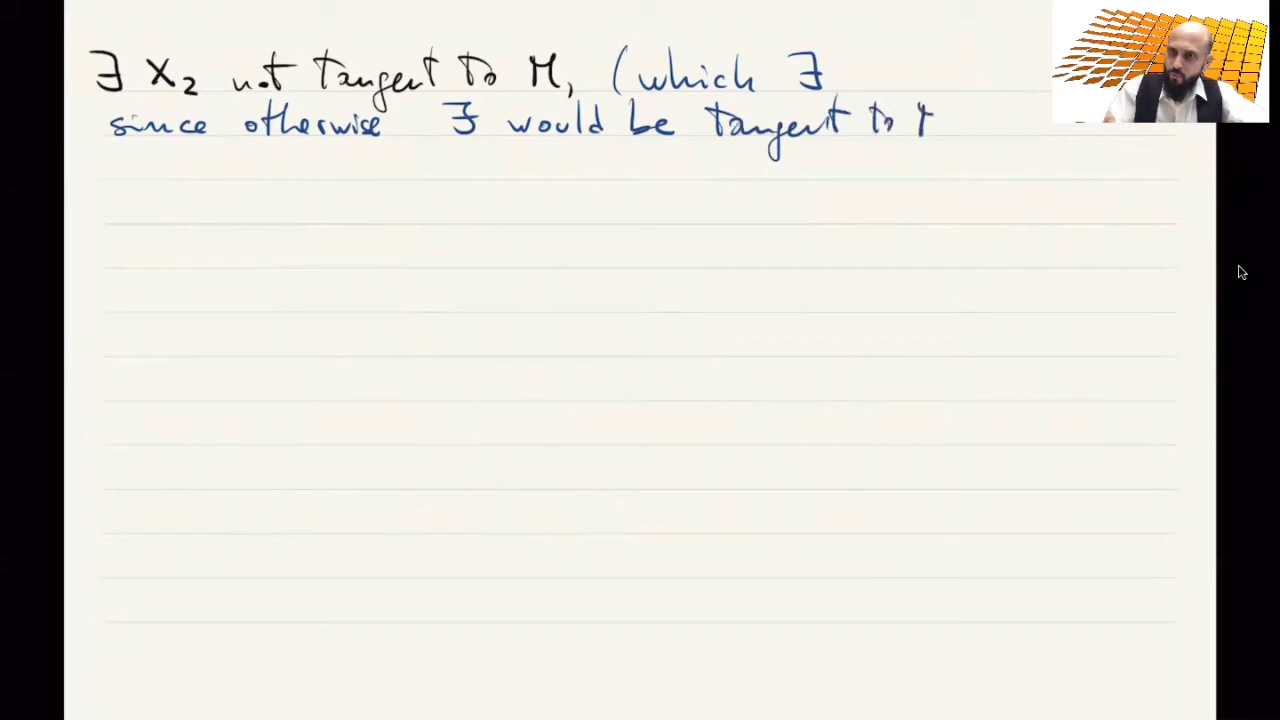 ∃ X₂ not tangent to M, (which ∃
since otherwise ℱ would be tangent to